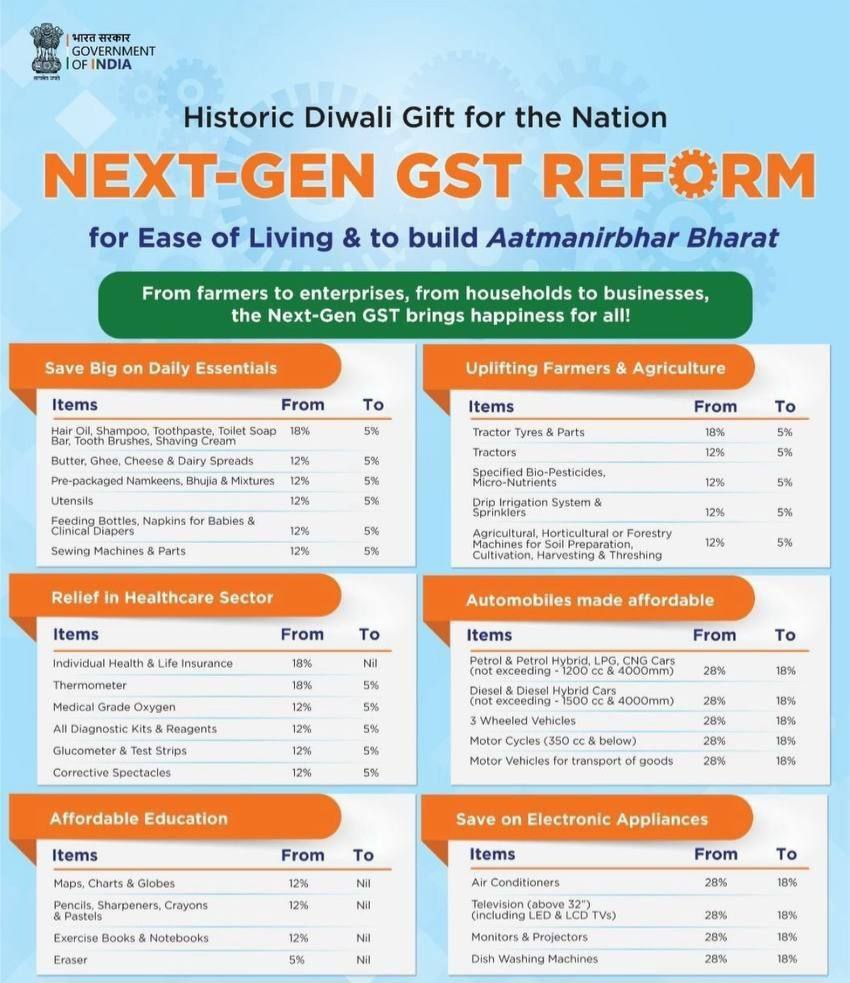 भारत सरकार
GOVERNMENT
OF INDIA
सत्यमेव जयते
Historic Diwali Gift for the Nation
NEXT-GEN GST REFORM
for Ease of Living & to build Aatmanirbhar Bharat
From farmers to enterprises, from households to businesses,
the Next-Gen GST brings happiness for all!
Save Big on Daily Essentials
Items From To
Hair Oil, Shampoo, Toothpaste, Toilet Soap 18% 5%
Bar, Tooth Brushes, Shaving Cream
Butter, Ghee, Cheese & Dairy Spreads 12% 5%
Pre-packaged Namkeens, Bhujia & Mixtures 12% 5%
Utensils 12% 5%
Feeding Bottles, Napkins for Babies &
Clinical Diapers 12% 5%
Sewing Machines & Parts 12% 5%
Uplifting Farmers & Agriculture
Items From To
Tractor Tyres & Parts 18% 5%
Tractors 12% 5%
Specified Bio-Pesticides,
Micro-Nutrients 12% 5%
Drip Irrigation System &
Sprinklers 12% 5%
Agricultural, Horticultural or Forestry
Machines for Soil Preparation, 12% 5%
Cultivation, Harvesting & Threshing
Relief in Healthcare Sector
Items From To
Individual Health & Life Insurance 18% Nil
Thermometer 18% 5%
Medical Grade Oxygen 12% 5%
All Diagnostic Kits & Reagents 12% 5%
Glucometer & Test Strips 12% 5%
Corrective Spectacles 12% 5%
Automobiles made affordable
Items From To
Petrol & Petrol Hybrid, LPG, CNG Cars
(not exceeding - 1200 cc & 4000mm) 28% 18%
Diesel & Diesel Hybrid Cars
(not exceeding - 1500 cc & 4000mm) 28% 18%
3 Wheeled Vehicles 28% 18%
Motor Cycles (350 cc & below) 28% 18%
Motor Vehicles for transport of goods 28% 18%
Affordable Education
Items From To
Maps, Charts & Globes 12% Nil
Pencils, Sharpeners, Crayons 12% Nil
& Pastels
Exercise Books & Notebooks 12% Nil
Eraser 5% Nil
Save on Electronic Appliances
Items From To
Air Conditioners 28% 18%
Television (above 32")
(including LED & LCD TVs) 28% 18%
Monitors & Projectors 28% 18%
Dish Washing Machines 28% 18%